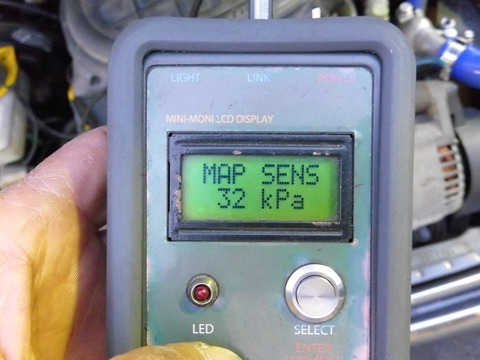 LIGHT LINK POWER
MINI-MONI LCD DISPLAY
MAP SENS
32 kPa
LED SELECT
ENTER